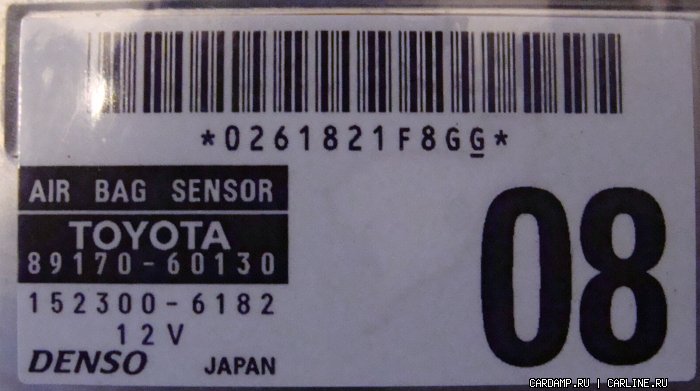 *0261821F8GG*
AIR BAG SENSOR
TOYOTA
89170-60130
152300-6182
12V
DENSO JAPAN
08
CARDAMP.RU | CARLINE.RU